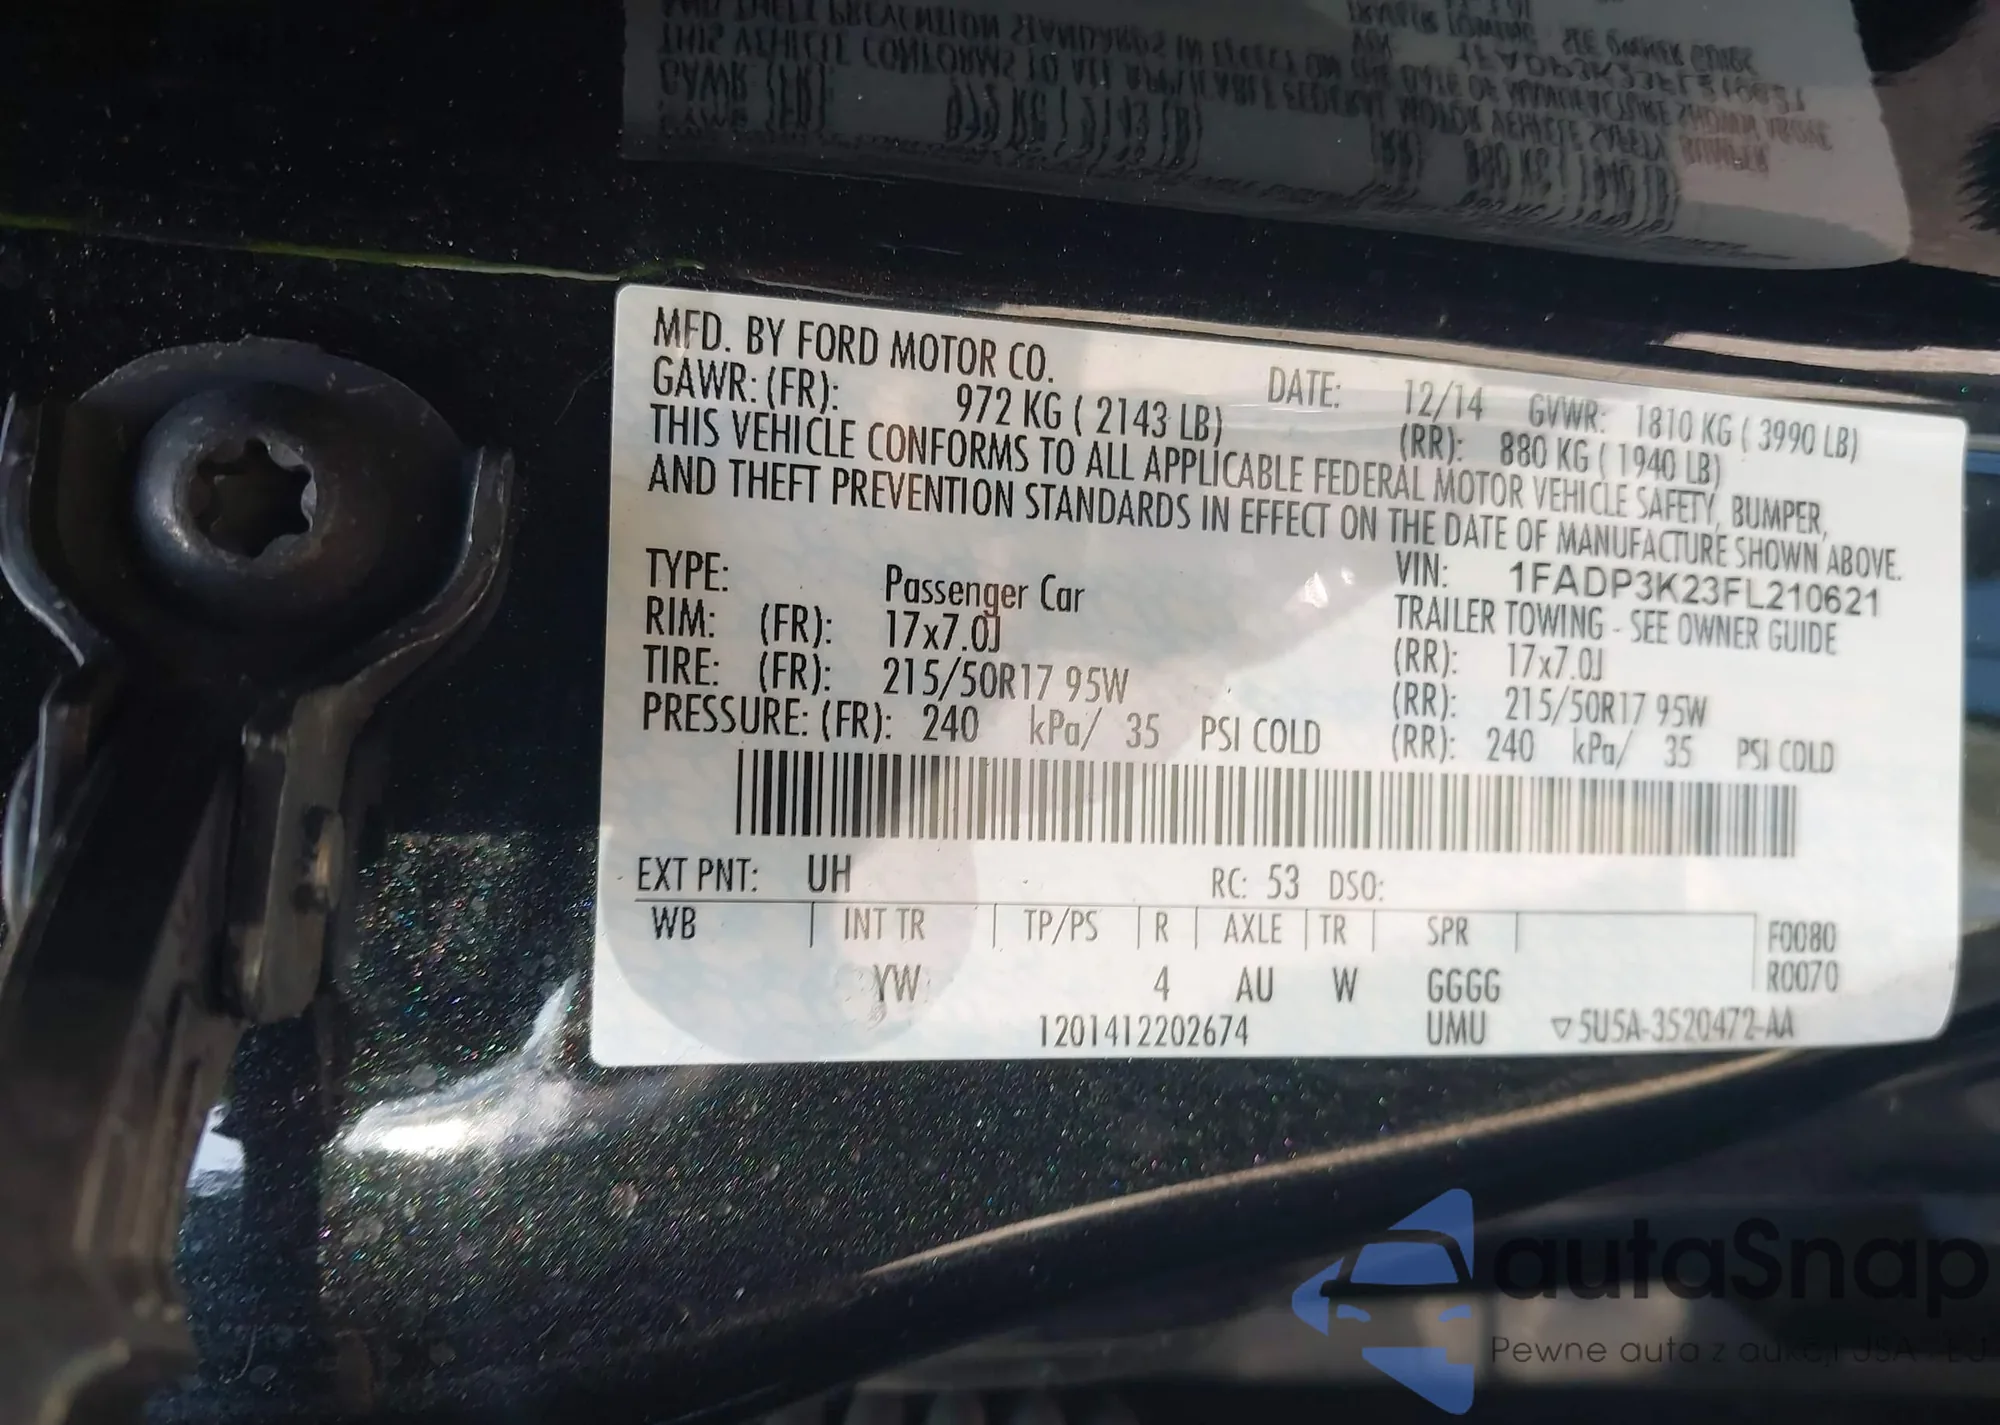 MFD. BY FORD MOTOR CO.
DATE: 12/14 GVWR: 1810 KG ( 3990 LB)
GAWR: (FR): 972 KG ( 2143 LB) (RR): 880 KG ( 1940 LB)
THIS VEHICLE CONFORMS TO ALL APPLICABLE FEDERAL MOTOR VEHICLE SAFETY, BUMPER,
AND THEFT PREVENTION STANDARDS IN EFFECT ON THE DATE OF MANUFACTURE SHOWN ABOVE.
TYPE: Passenger Car VIN: 1FADP3K23FL210621
TRAILER TOWING - SEE OWNER GUIDE
RIM: (FR): 17x7.0J (RR): 17x7.0J
TIRE: (FR): 215/50R17 95W (RR): 215/50R17 95W
PRESSURE: (FR): 240 kPa/ 35 PSI COLD (RR): 240 kPa/ 35 PSI COLD
EXT PNT: UH RC: 53 DSO:
WB | INT TR | TP/PS | R | AXLE | TR | SPR | F0080
YW 4 AU W GGGG R0070
1201412202674 UMU ▽5U5A-3520472-AA
autaSnap
Pewne auta z aukcji USA